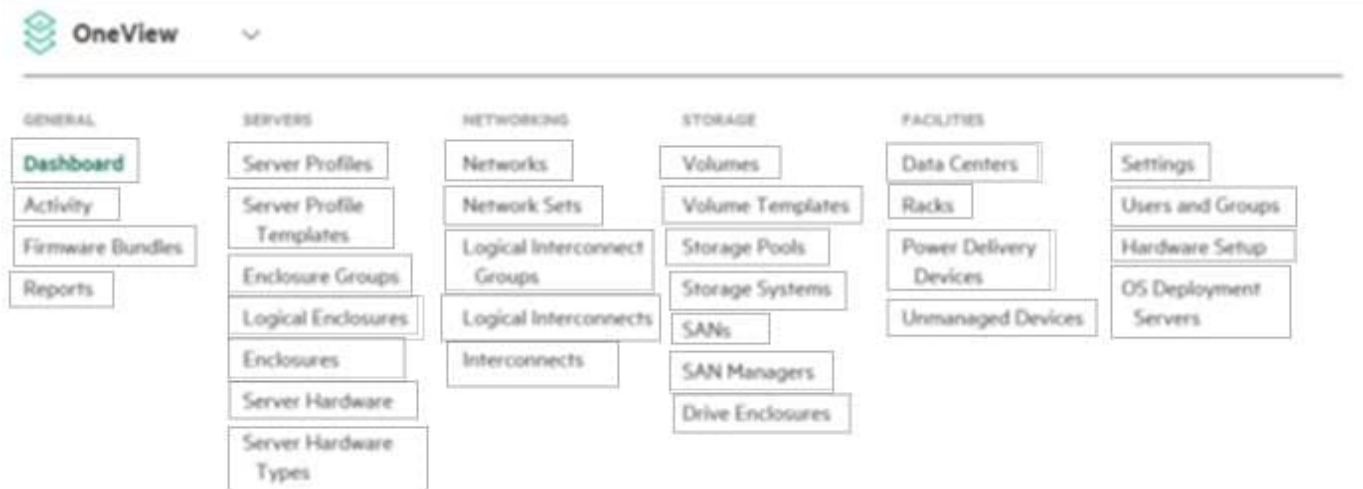 OneView
GENERAL
Dashboard
Activity
Firmware Bundles
Reports
SERVERS
Server Profiles
Server Profile
Templates
Enclosure Groups
Logical Enclosures
Enclosures
Server Hardware
Server Hardware
Types
NETWORKING
Networks
Network Sets
Logical Interconnect
Groups
Logical Interconnects
Interconnects
STORAGE
Volumes
Volume Templates
Storage Pools
Storage Systems
SANs
SAN Managers
Drive Enclosures
FACILITIES
Data Centers
Racks
Power Delivery
Devices
Unmanaged Devices
Settings
Users and Groups
Hardware Setup
OS Deployment
Servers